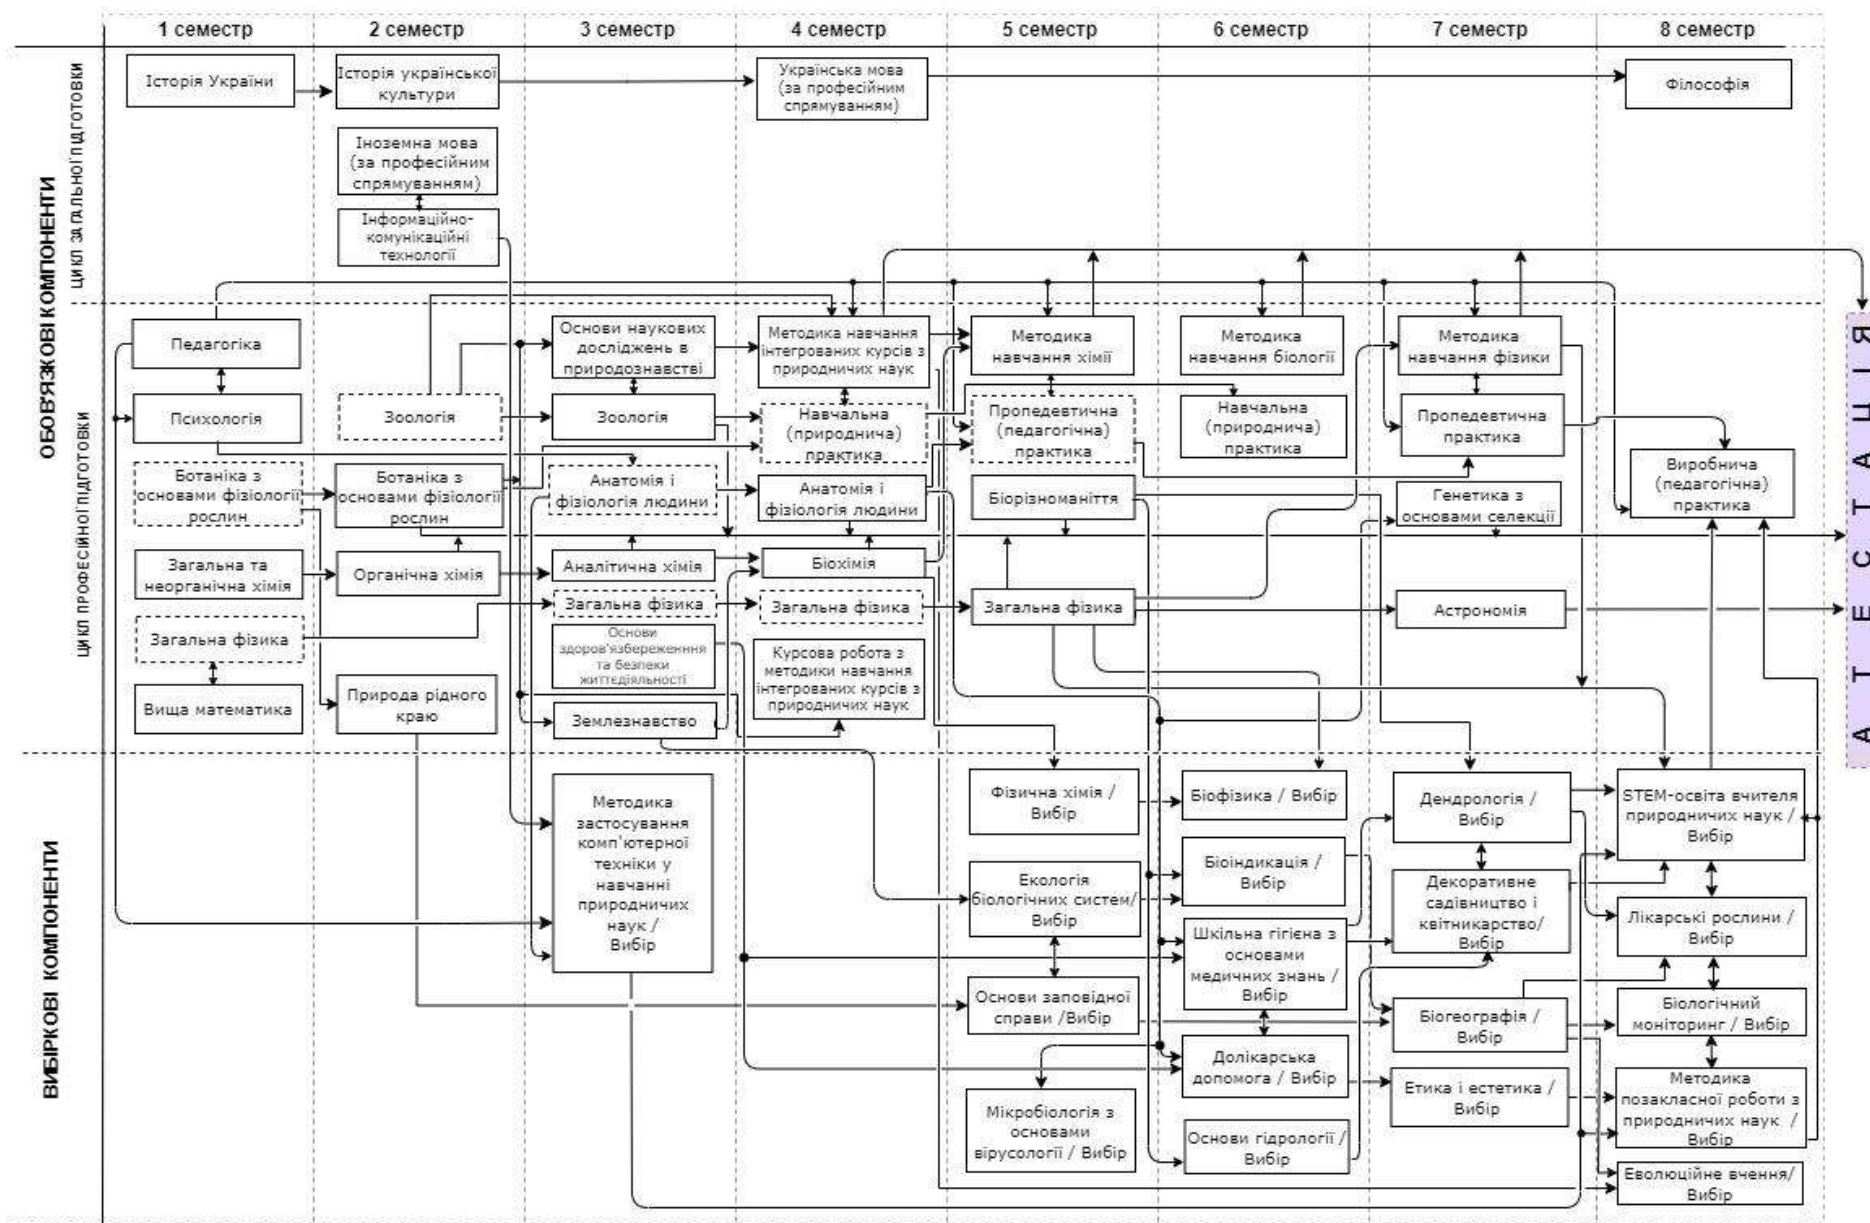 1 семестр
2 семестр
3 семестр
4 семестр
5 семестр
6 семестр
7 семестр
8 семестр
ОБОВ'ЯЗКОВІ КОМПОНЕНТИ
ЦИКЛ ЗАГАЛЬНОЇ ПІДГОТОВКИ
Історія України
Історія української
культури
Українська мова
(за професійним
спрямуванням)
Філософія
Іноземна мова
(за професійним
спрямуванням)
Інформаційно-
комунікаційні
технології
ЦИКЛ ПРОФЕСІЙНОЇ ПІДГОТОВКИ
Педагогіка
Психологія
Ботаніка з
основами фізіології
рослин
Загальна та
неорганічна хімія
Загальна фізика
Вища математика
Зоологія
Ботаніка з
основами фізіології
рослин
Органічна хімія
Природа рідного
краю
Основи наукових
досліджень в
природознавстві
Зоологія
Анатомія і
фізіологія людини
Аналітична хімія
Загальна фізика
Основи
здоров'язбереженння
та безпеки
життєдіяльності
Землезнавство
Методика навчання
інтегрованих курсів з
природничих наук
Навчальна
(природнича)
практика
Анатомія і
фізіологія людини
Біохімія
Загальна фізика
Курсова робота з
методики навчання
інтегрованих курсів з
природничих наук
Методика
навчання хімії
Пропедевтична
(педагогічна)
практика
Біорізноманіття
Загальна фізика
Методика
навчання біології
Навчальна
(природнича)
практика
Методика
навчання фізики
Пропедевтична
практика
Генетика з
основами селекції
Астрономія
Виробнича
(педагогічна)
практика
АТЕСТАЦІЯ
ВИБІРКОВІ КОМПОНЕНТИ
Методика
застосування
комп'ютерної
техніки у
навчанні
природничих
наук /
Вибір
Фізична хімія /
Вибір
Екологія
біологічних систем/
Вибір
Основи заповідної
справи /Вибір
Мікробіологія з
основами
вірусології / Вибір
Біофізика / Вибір
Біоіндикація /
Вибір
Шкільна гігієна з
основами
медичних знань /
Вибір
Долікарська
допомога / Вибір
Основи гідрології /
Вибір
Дендрологія /
Вибір
Декоративне
садівництво і
квітникарство/
Вибір
Біогеографія /
Вибір
Етика і естетика /
Вибір
STEM-освіта вчителя
природничих наук /
Вибір
Лікарські рослини /
Вибір
Біологічний
моніторинг / Вибір
Методика
позакласної роботи з
природничих наук /
Вибір
Еволюційне вчення/
Вибір